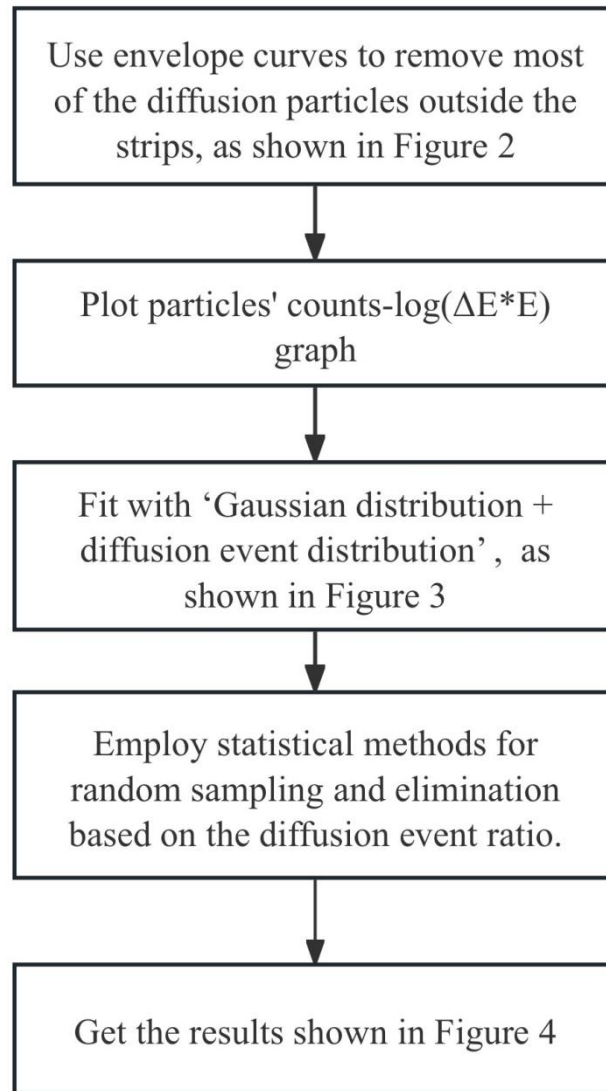 Use envelope curves to remove most
of the diffusion particles outside the
strips, as shown in Figure 2
Plot particles' counts-log(ΔE*E)
graph
Fit with ‘Gaussian distribution +
diffusion event distribution’, as
shown in Figure 3
Employ statistical methods for
random sampling and elimination
based on the diffusion event ratio.
Get the results shown in Figure 4